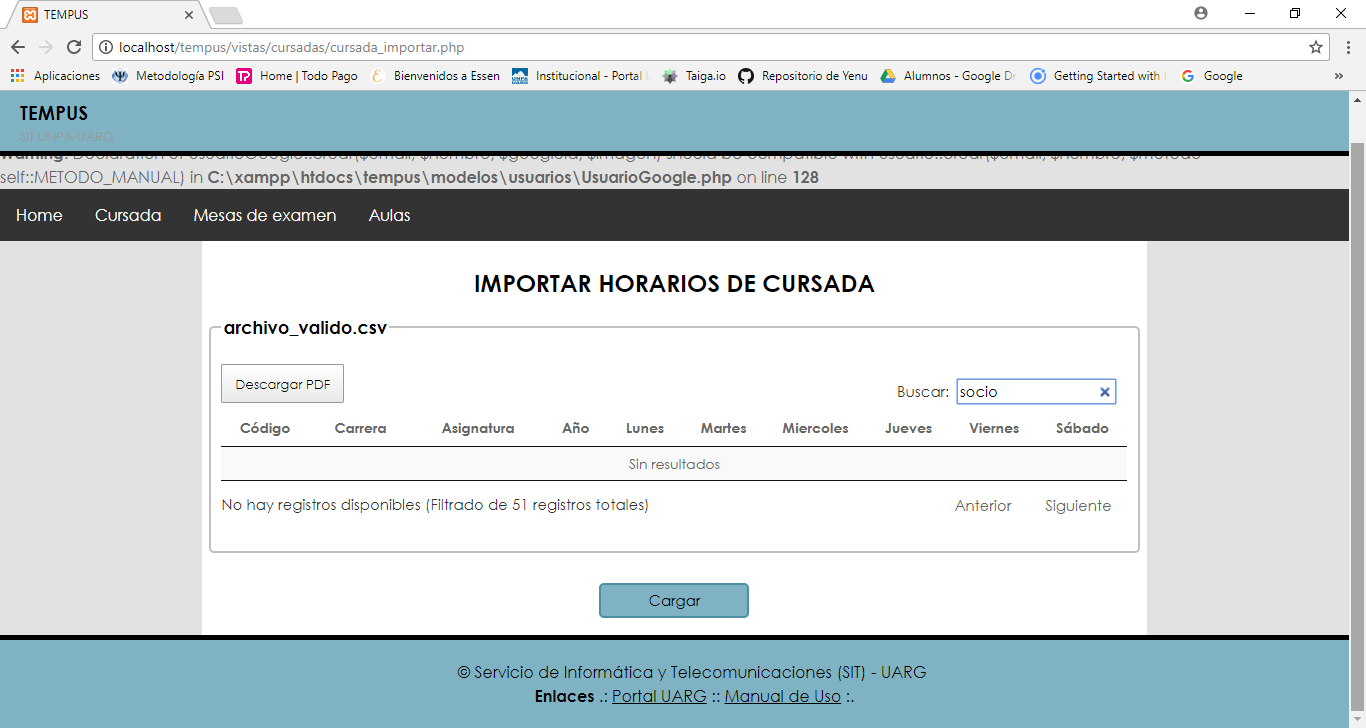 TEMPUS
localhost/tempus/vistas/cursadas/cursada_importar.php
Aplicaciones Metodología PSI Home | Todo Pago Bienvenidos a Essen Institucional - Portal Taiga.io Repositorio de Yenu Alumnos - Google Dr Getting Started with Google »
TEMPUS
SIT-UNPA-UARG
Warning: Declaration of UsuarioGoogle::crear($email, $nombre, $googleid, $imagen) should be compatible with Usuario::crear($email, $nombre, $metodo
self::METODO_MANUAL) in C:\xampp\htdocs\tempus\modelos\usuarios\UsuarioGoogle.php on line 128
Home Cursada Mesas de examen Aulas
IMPORTAR HORARIOS DE CURSADA
archivo_valido.csv
Descargar PDF
Buscar: socio
Código Carrera Asignatura Año Lunes Martes Miercoles Jueves Viernes Sábado
Sin resultados
No hay registros disponibles (Filtrado de 51 registros totales) Anterior Siguiente
Cargar
© Servicio de Informática y Telecomunicaciones (SIT) - UARG
Enlaces .: Portal UARG :: Manual de Uso :.